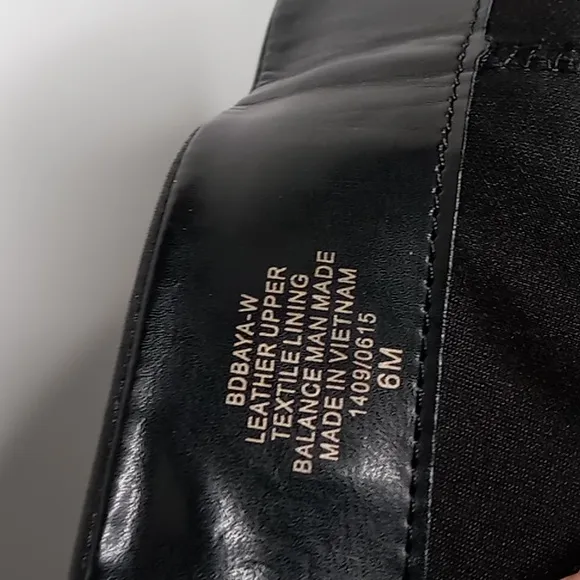 BDBAYA-W
LEATHER UPPER
TEXTILE LINING
BALANCE MAN MADE
MADE IN VIETNAM
1409/0615
6M